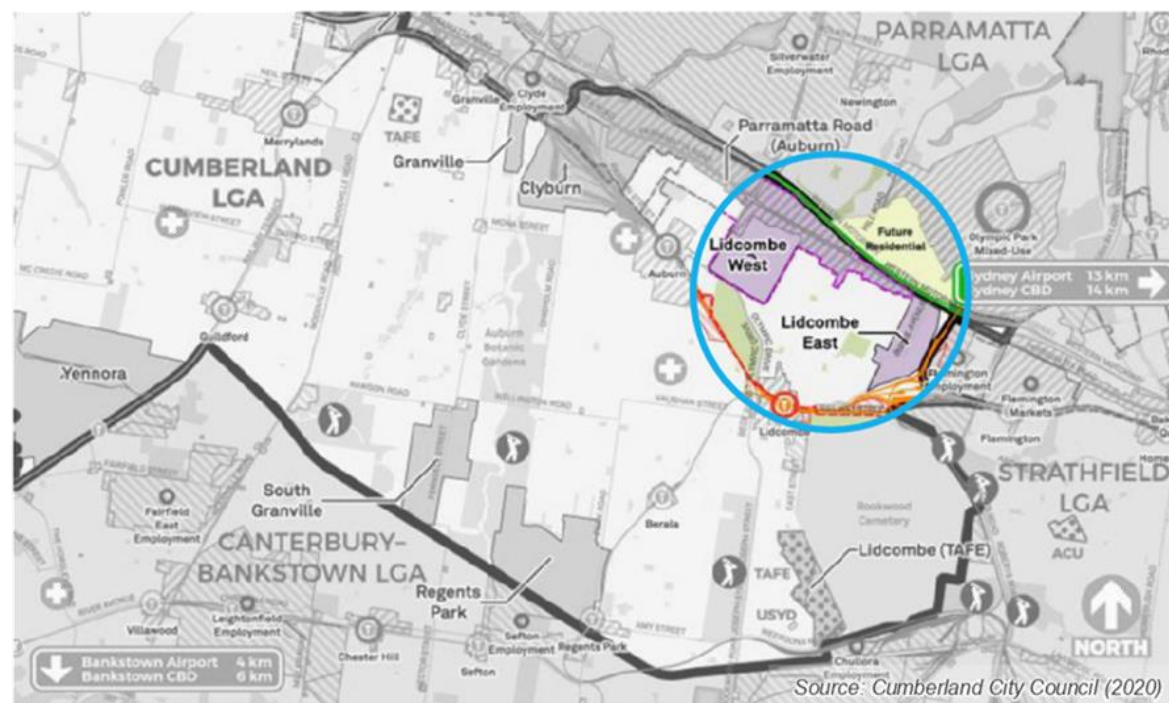 PARRAMATTA
LGA
Silverwater
Employment
Newington
Granville
Clyde
Employment
Merrylands
TAFE
Parramatta Road
(Auburn)
CUMBERLAND
LGA
Granville
Clyburn
Future
Residential
Olympic Park
Mixed-Use
Lidcombe
West
Auburn
Sydney Airport 13 km
Sydney CBD 14 km
Lidcombe
East
Auburn
Botanic
Gardens
Guildford
Yennora
Flemington
Employment
Flemington
(Markets)
Lidcombe
Flemington
STRATHFIELD
LGA
South
Granville
Fairfield
East
Employment
Berala
Rookwood
Cemetery
ACU
CANTERBURY–
BANKSTOWN LGA
Lidcombe (TAFE)
TAFE
USYD
Regents
Park
RIVER AVENUE
Villawood
Leightonfield
Employment
Chester Hill
Sefton
Sefton
Employment
Regents Park
AMY STREET
Chullora
Employment
NORTH
Bankstown Airport 4 km
Bankstown CBD 6 km
Source: Cumberland City Council (2020)